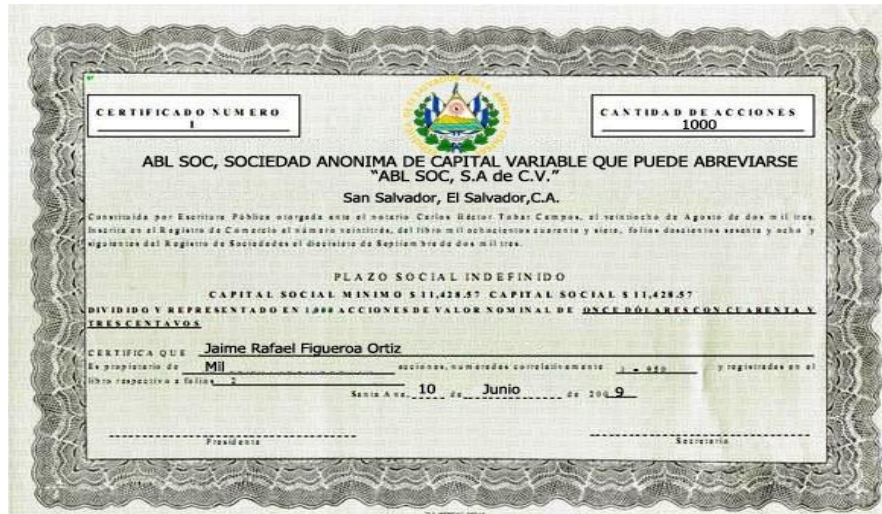 CERTIFICADO NUMERO
1
CANTIDAD DE ACCIONES
1000
ABL SOC, SOCIEDAD ANONIMA DE CAPITAL VARIABLE QUE PUEDE ABREVIARSE
"ABL SOC, S.A de C.V."
San Salvador, El Salvador,C.A.
Constituida por Escritura Pública otorgada ante el notario Carlos Héctor Tobar Campos, el veintiocho de Agosto de dos mil tres.
Inscrita en el Registro de Comercio al número veintitrés, del libro mil ochocientos cuarenta y siete, folios doscientos sesenta y ocho y
siguientes del Registro de Sociedades el diecisiete de Septiembre de dos mil tres.
PLAZO SOCIAL INDEFINIDO
CAPITAL SOCIAL MINIMO $ 11,428.57 CAPITAL SOCIAL $ 11,428.57
DIVIDIDO Y REPRESENTADO EN 1,000 ACCIONES DE VALOR NOMINAL DE ONCE DÓLARES CON CUARENTA Y
TRES CENTAVOS
CERTIFICA QUE Jaime Rafael Figueroa Ortiz
Es propietario de Mil acciones, numeradas correlativamente 1 - 950 y registradas en el
libro respectivo a folios 2
Santa Ana, 10 de Junio de 2009
Presidente Secretario